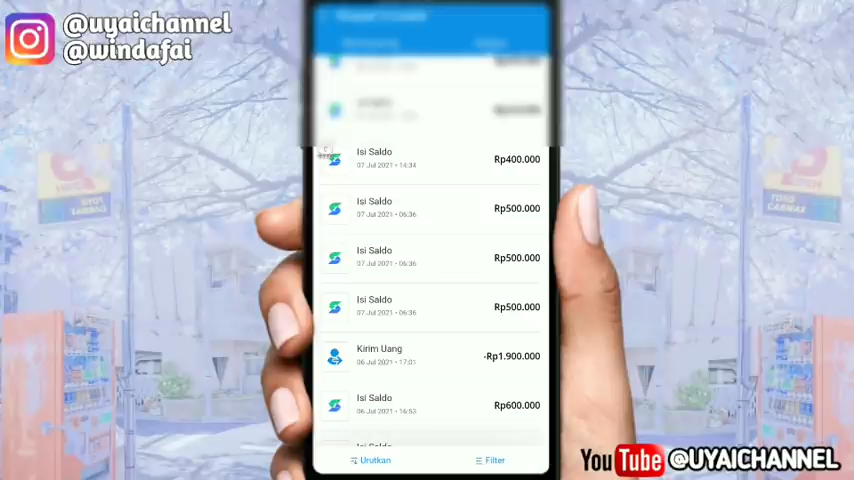 @uyaichannel
@windafai
Isi Saldo
07 Jul 2021 • 14:34
Rp400.000
Isi Saldo
07 Jul 2021 • 06:36
Rp500.000
Isi Saldo
07 Jul 2021 • 06:36
Rp500.000
Isi Saldo
07 Jul 2021 • 06:36
Rp500.000
Kirim Uang
06 Jul 2021 • 17:01
-Rp1.900.000
Isi Saldo
06 Jul 2021 • 16:53
Rp600.000
Isi Saldo
Urutkan
Filter
YouTube @UYAICHANNEL